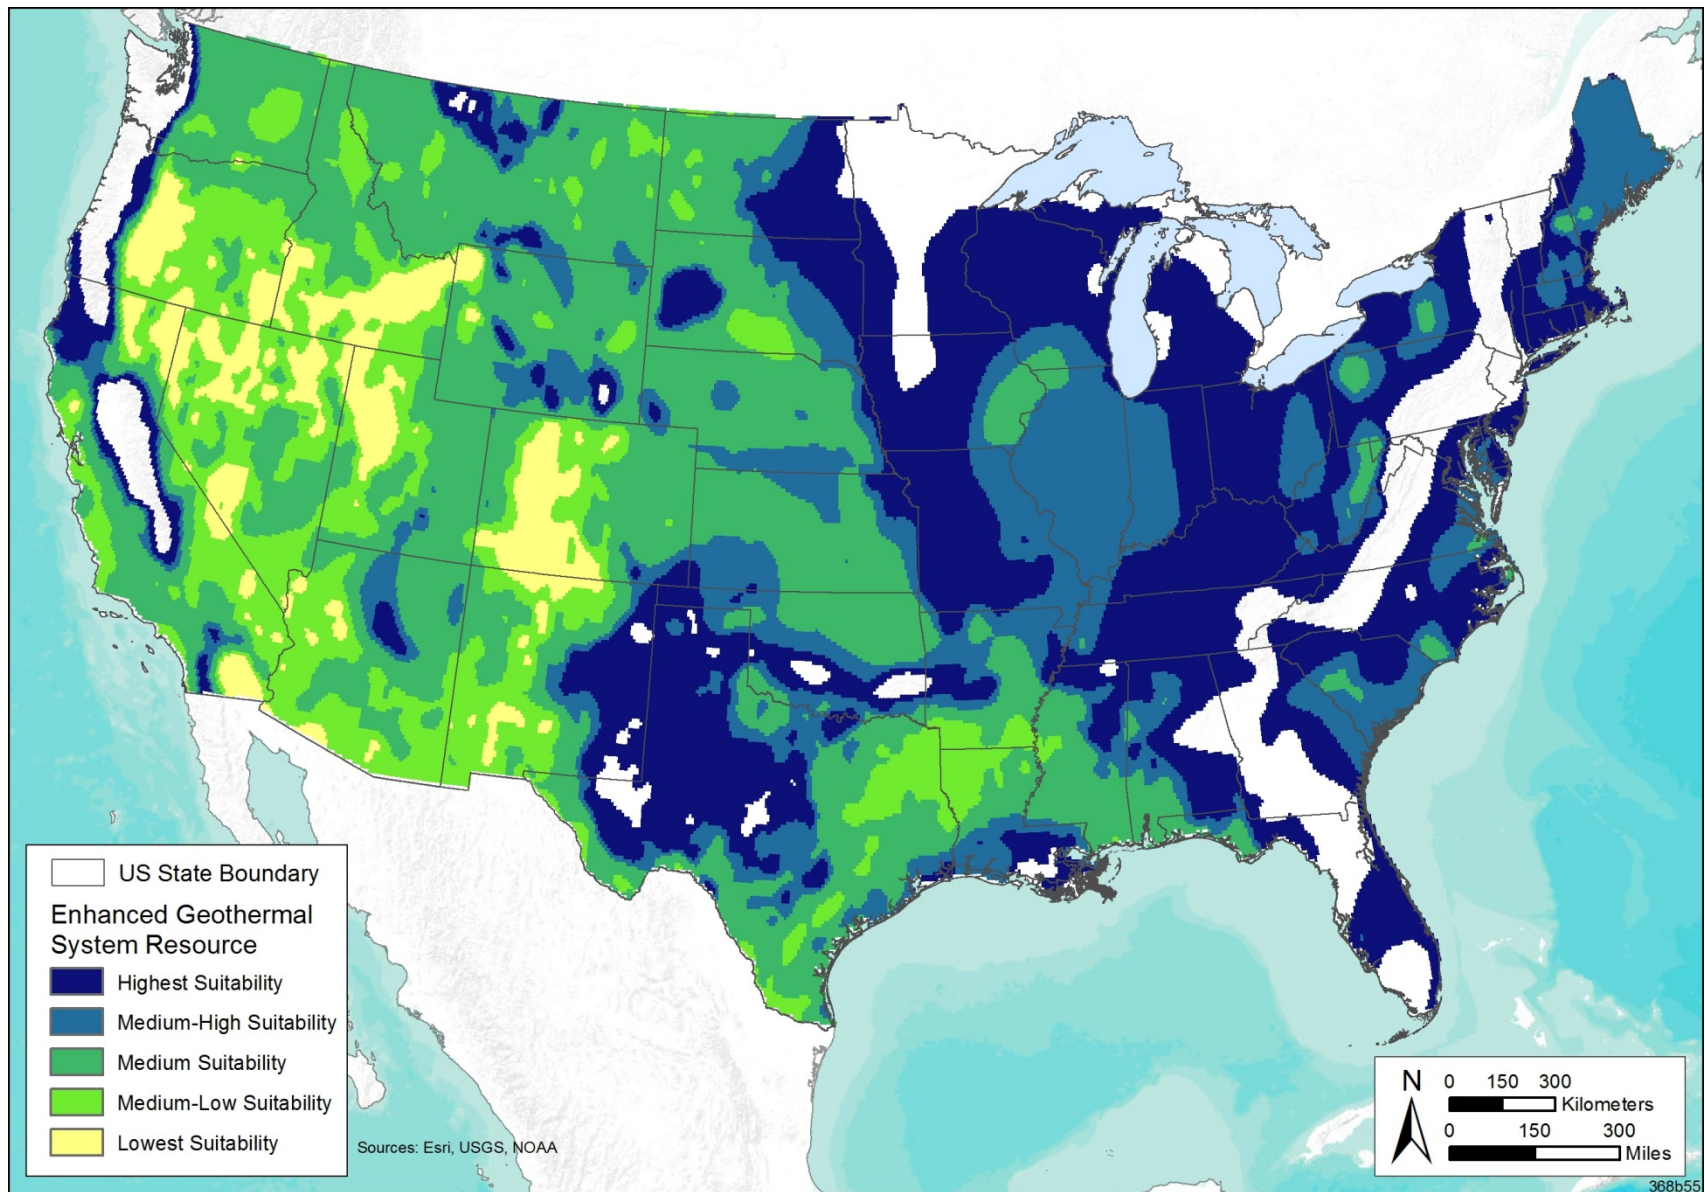 US State Boundary
Enhanced Geothermal
System Resource
Highest Suitability
Medium-High Suitability
Medium Suitability
Medium-Low Suitability
Lowest Suitability
Sources: Esri, USGS, NOAA
N
0 150 300
Kilometers
0 150 300
Miles
368b55